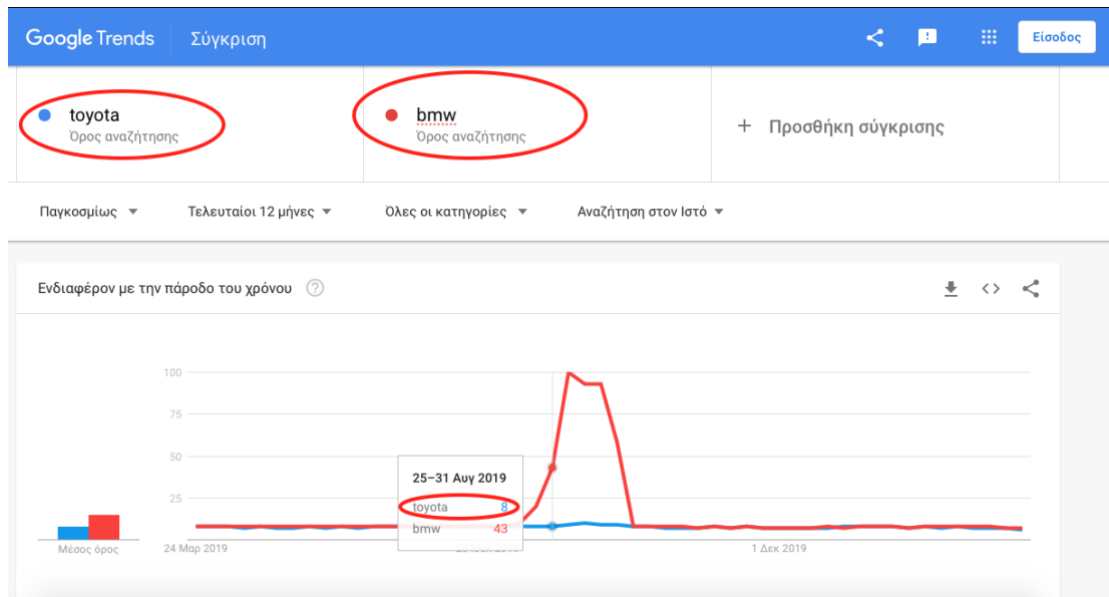 Google Trends Σύγκριση Είσοδος
toyota
Όρος αναζήτησης
bmw
Όρος αναζήτησης
+ Προσθήκη σύγκρισης
Παγκοσμίως Τελευταίοι 12 μήνες Όλες οι κατηγορίες Αναζήτηση στον Ιστό
Ενδιαφέρον με την πάροδο του χρόνου
100
75
50
25
25–31 Αυγ 2019
toyota 8
bmw 43
Μέσος όρος
24 Μαρ 2019
1 Δεκ 2019